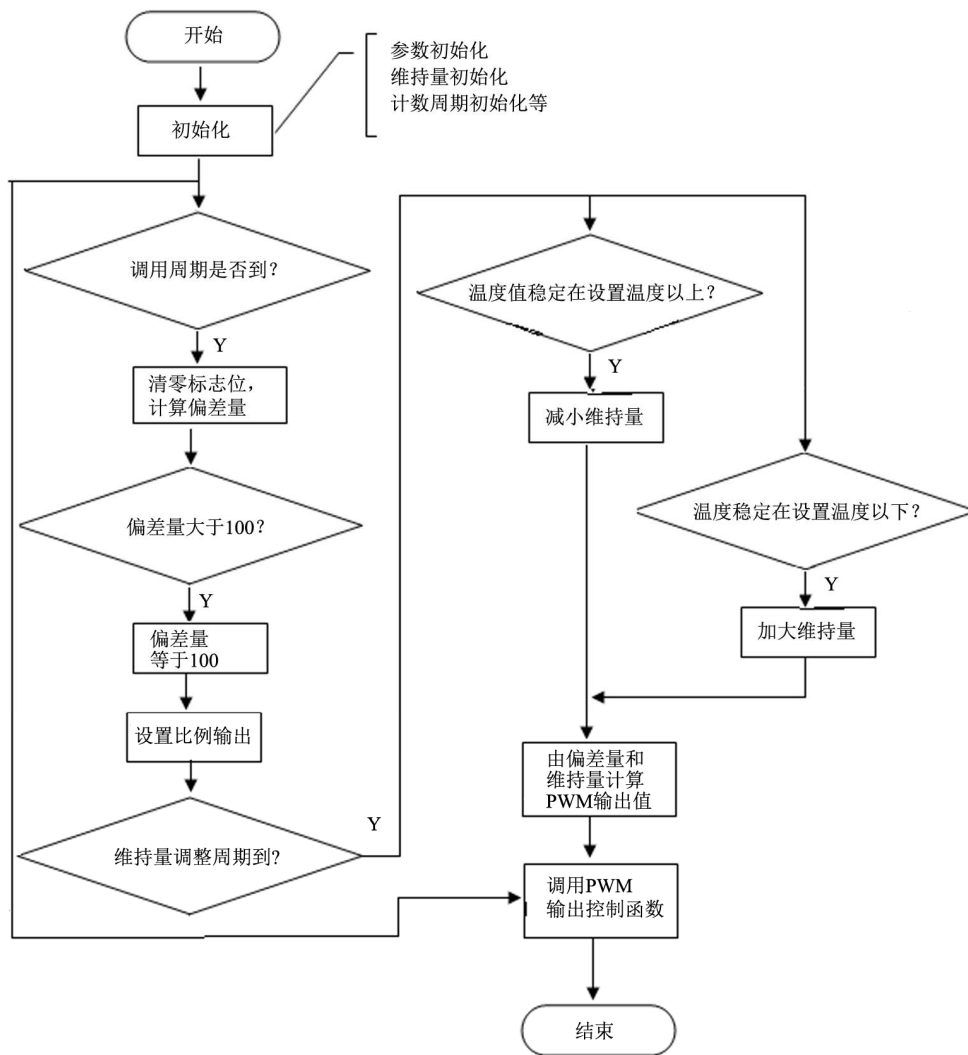 开始
参数初始化
维持量初始化
计数周期初始化等
初始化
调用周期是否到?
Y
清零标志位，
计算偏差量
偏差量大于100?
Y
偏差量
等于100
设置比例输出
维持量调整周期到?
Y
温度值稳定在设置温度以上?
Y
减小维持量
温度稳定在设置温度以下?
Y
加大维持量
由偏差量和
维持量计算
PWM输出值
调用PWM
输出控制函数
结束